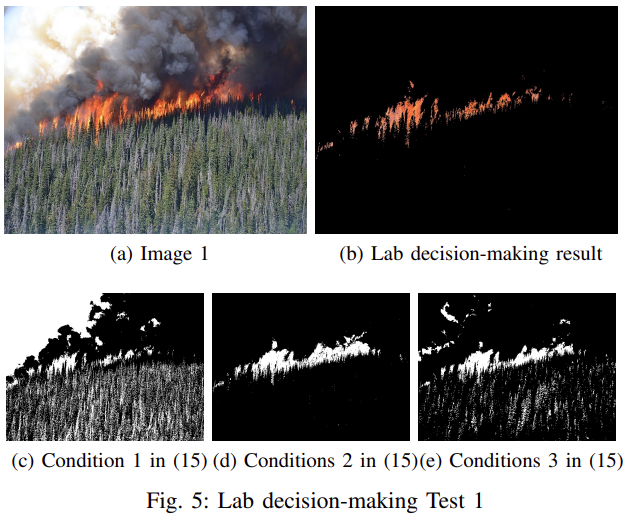 (a) Image 1
(b) Lab decision-making result
(c) Condition 1 in (15) (d) Conditions 2 in (15)(e) Conditions 3 in (15)
Fig. 5: Lab decision-making Test 1